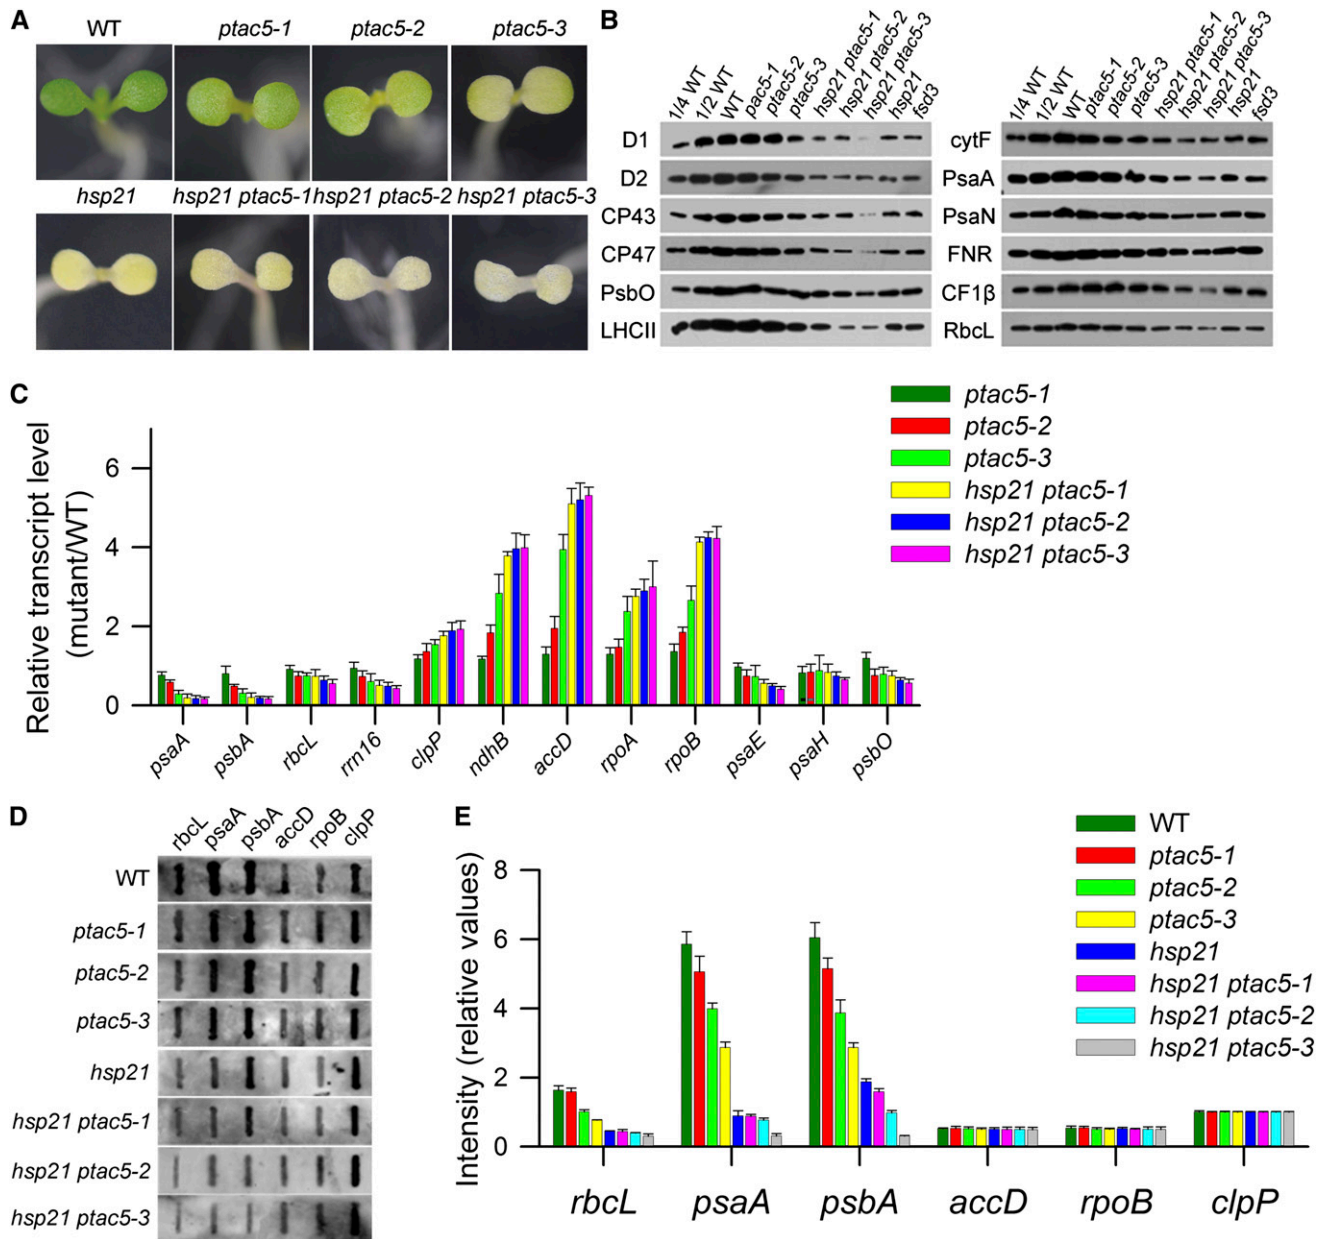 A
WT
ptac5-1
ptac5-2
ptac5-3
hsp21
hsp21 ptac5-1
hsp21 ptac5-2
hsp21 ptac5-3
B
1/4 WT
1/2 WT
WT
pac5-1
ptac5-2
ptac5-3
hsp21 ptac5-1
hsp21 ptac5-2
hsp21 ptac5-3
hsp21
fsd3
D1
D2
CP43
CP47
PsbO
LHCII
1/4 WT
1/2 WT
WT
ptac5-1
ptac5-2
ptac5-3
hsp21 ptac5-1
hsp21 ptac5-2
hsp21 ptac5-3
hsp21
fsd3
cytF
PsaA
PsaN
FNR
CF1β
RbcL
C
Relative transcript level
(mutant/WT)
6
4
2
0
psaA
psbA
rbcL
rrn16
clpP
ndhB
accD
rpoA
rpoB
psaE
psaH
psbO
ptac5-1
ptac5-2
ptac5-3
hsp21 ptac5-1
hsp21 ptac5-2
hsp21 ptac5-3
D
rbcL
psaA
psbA
accD
rpoB
clpP
WT
ptac5-1
ptac5-2
ptac5-3
hsp21
hsp21 ptac5-1
hsp21 ptac5-2
hsp21 ptac5-3
E
Intensity (relative values)
8
6
4
2
0
rbcL
psaA
psbA
accD
rpoB
clpP
WT
ptac5-1
ptac5-2
ptac5-3
hsp21
hsp21 ptac5-1
hsp21 ptac5-2
hsp21 ptac5-3